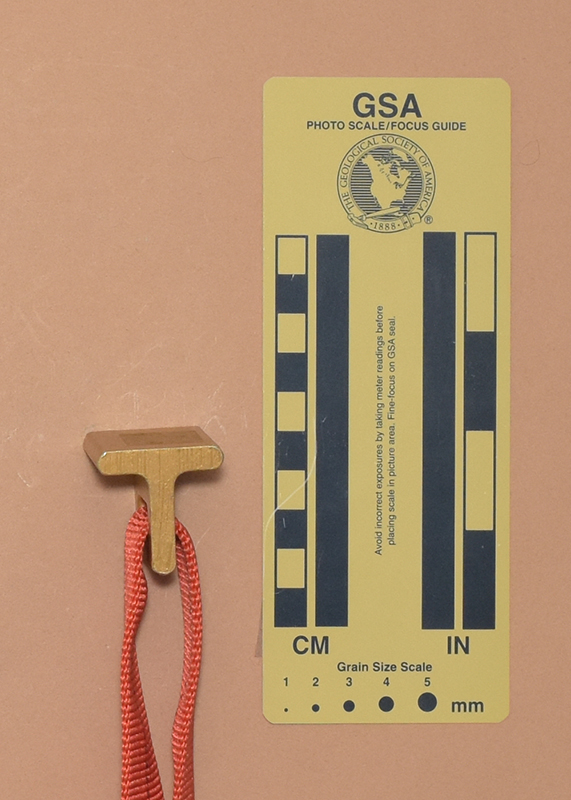 GSA
PHOTO SCALE/FOCUS GUIDE
THE GEOLOGICAL SOCIETY OF AMERICA
·1888·
®
Avoid incorrect exposures by taking meter readings before
placing scale in picture area. Fine-focus on GSA seal.
CM IN
Grain Size Scale
1 2 3 4 5
mm